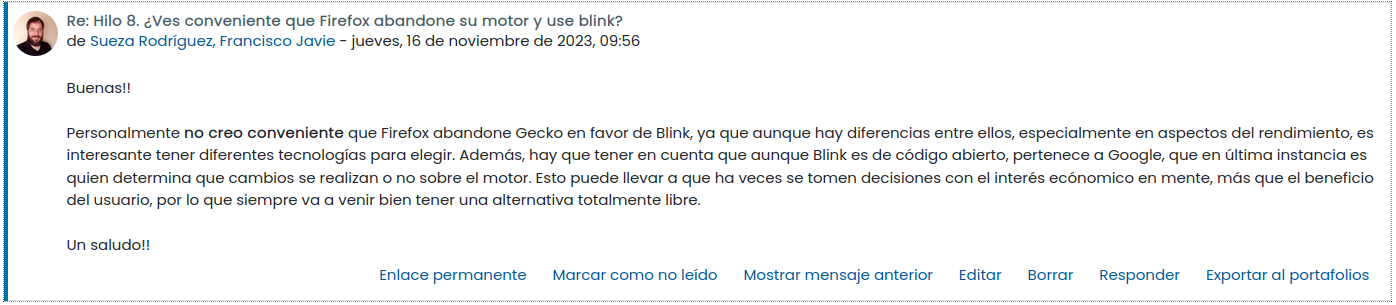 Re: Hilo 8. ¿Ves conveniente que Firefox abandone su motor y use blink?
de Sueza Rodríguez, Francisco Javie - jueves, 16 de noviembre de 2023, 09:56
Buenas!!
Personalmente no creo conveniente que Firefox abandone Gecko en favor de Blink, ya que aunque hay diferencias entre ellos, especialmente en aspectos del rendimiento, es
interesante tener diferentes tecnologías para elegir. Además, hay que tener en cuenta que aunque Blink es de código abierto, pertenece a Google, que en última instancia es
quien determina que cambios se realizan o no sobre el motor. Esto puede llevar a que ha veces se tomen decisiones con el interés ecónomico en mente, más que el beneficio
del usuario, por lo que siempre va a venir bien tener una alternativa totalmente libre.
Un saludo!!
Enlace permanente Marcar como no leído Mostrar mensaje anterior Editar Borrar Responder Exportar al portafolios